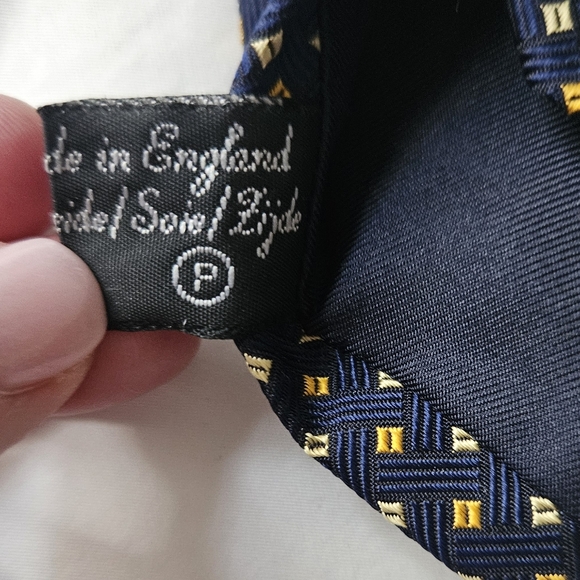 de in England
eide/Soie/Zijde
P